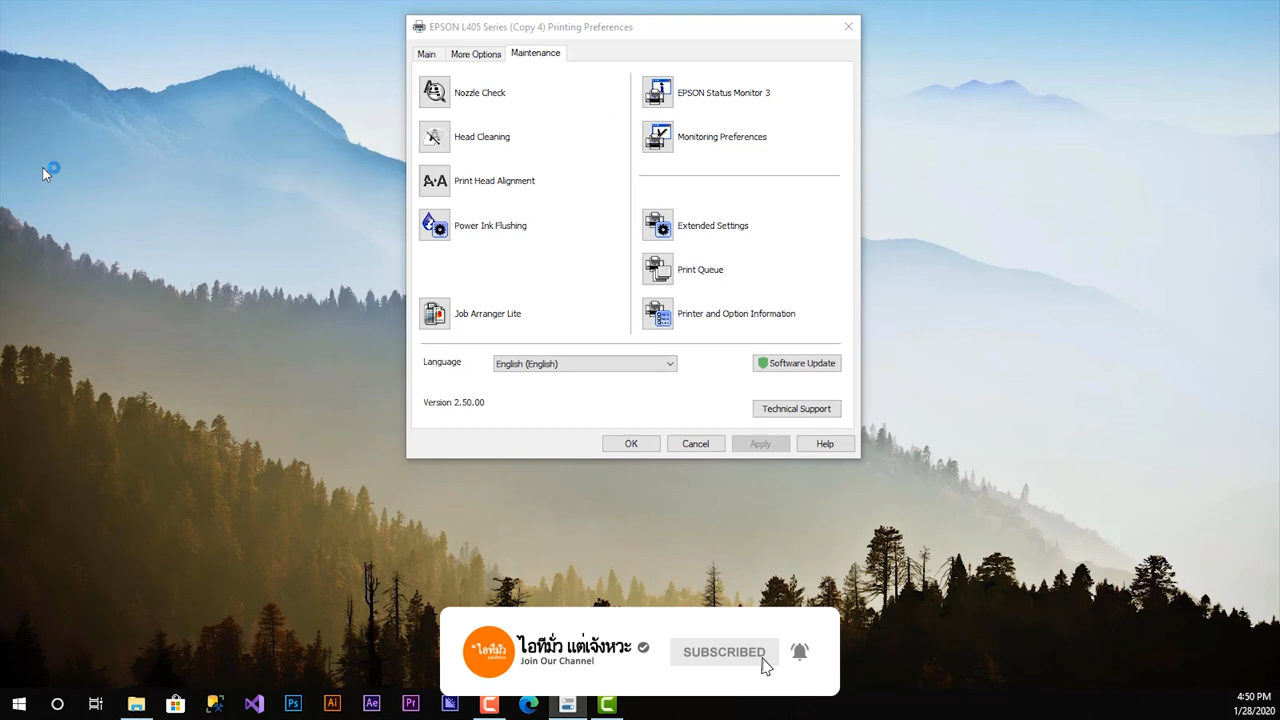 EPSON L405 Series (Copy 4) Printing Preferences
Main
More Options
Maintenance
Nozzle Check
Head Cleaning
Print Head Alignment
Power Ink Flushing
Job Arranger Lite
EPSON Status Monitor 3
Monitoring Preferences
Extended Settings
Print Queue
Printer and Option Information
Language
English (English)
Software Update
Version 2.50.00
Technical Support
OK
Cancel
Apply
Help
ไอทีมั่ว แต่เจ๊งหวะ
Join Our Channel
SUBSCRIBED
Ps
Ai
Ae
Pr
4:50 PM
1/28/2020